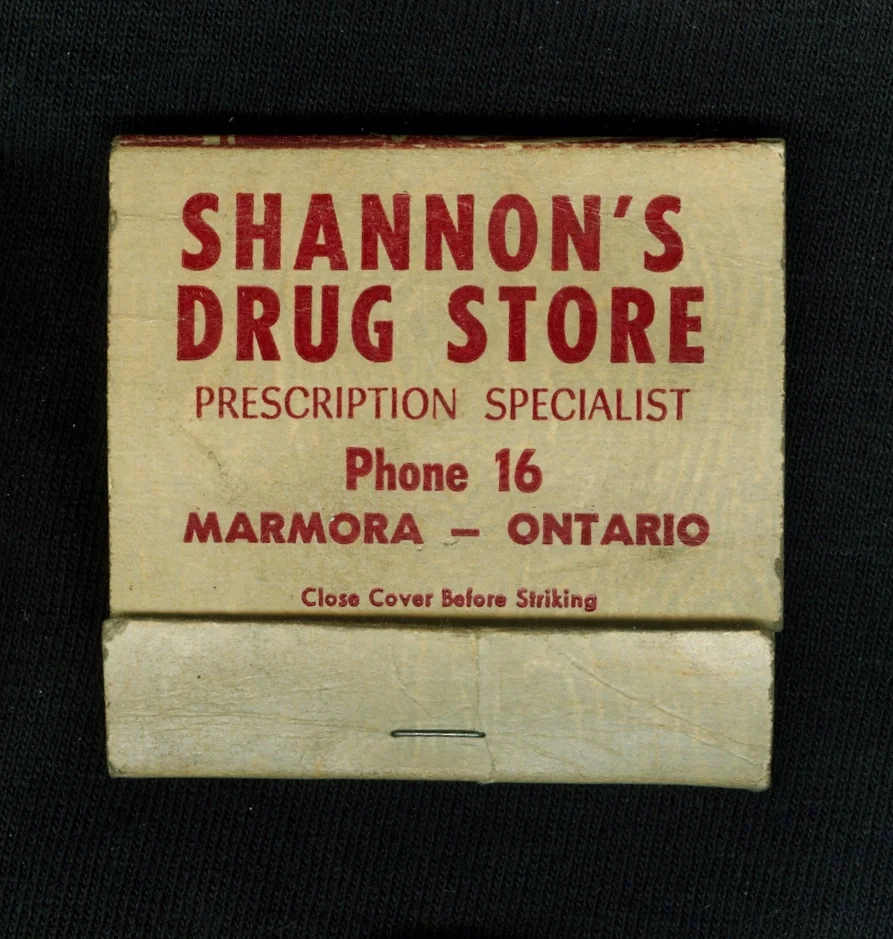 SHANNON'S
DRUG STORE
PRESCRIPTION SPECIALIST
Phone 16
MARMORA – ONTARIO
Close Cover Before Striking